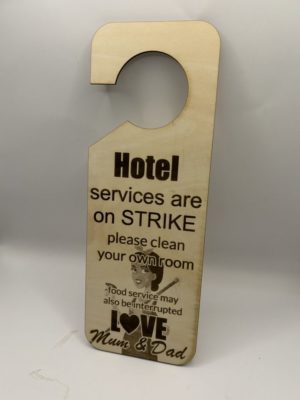 Hotel
services are
on STRIKE
please clean
your own room
food service may
also be interrupted
LOVE
Mum & Dad